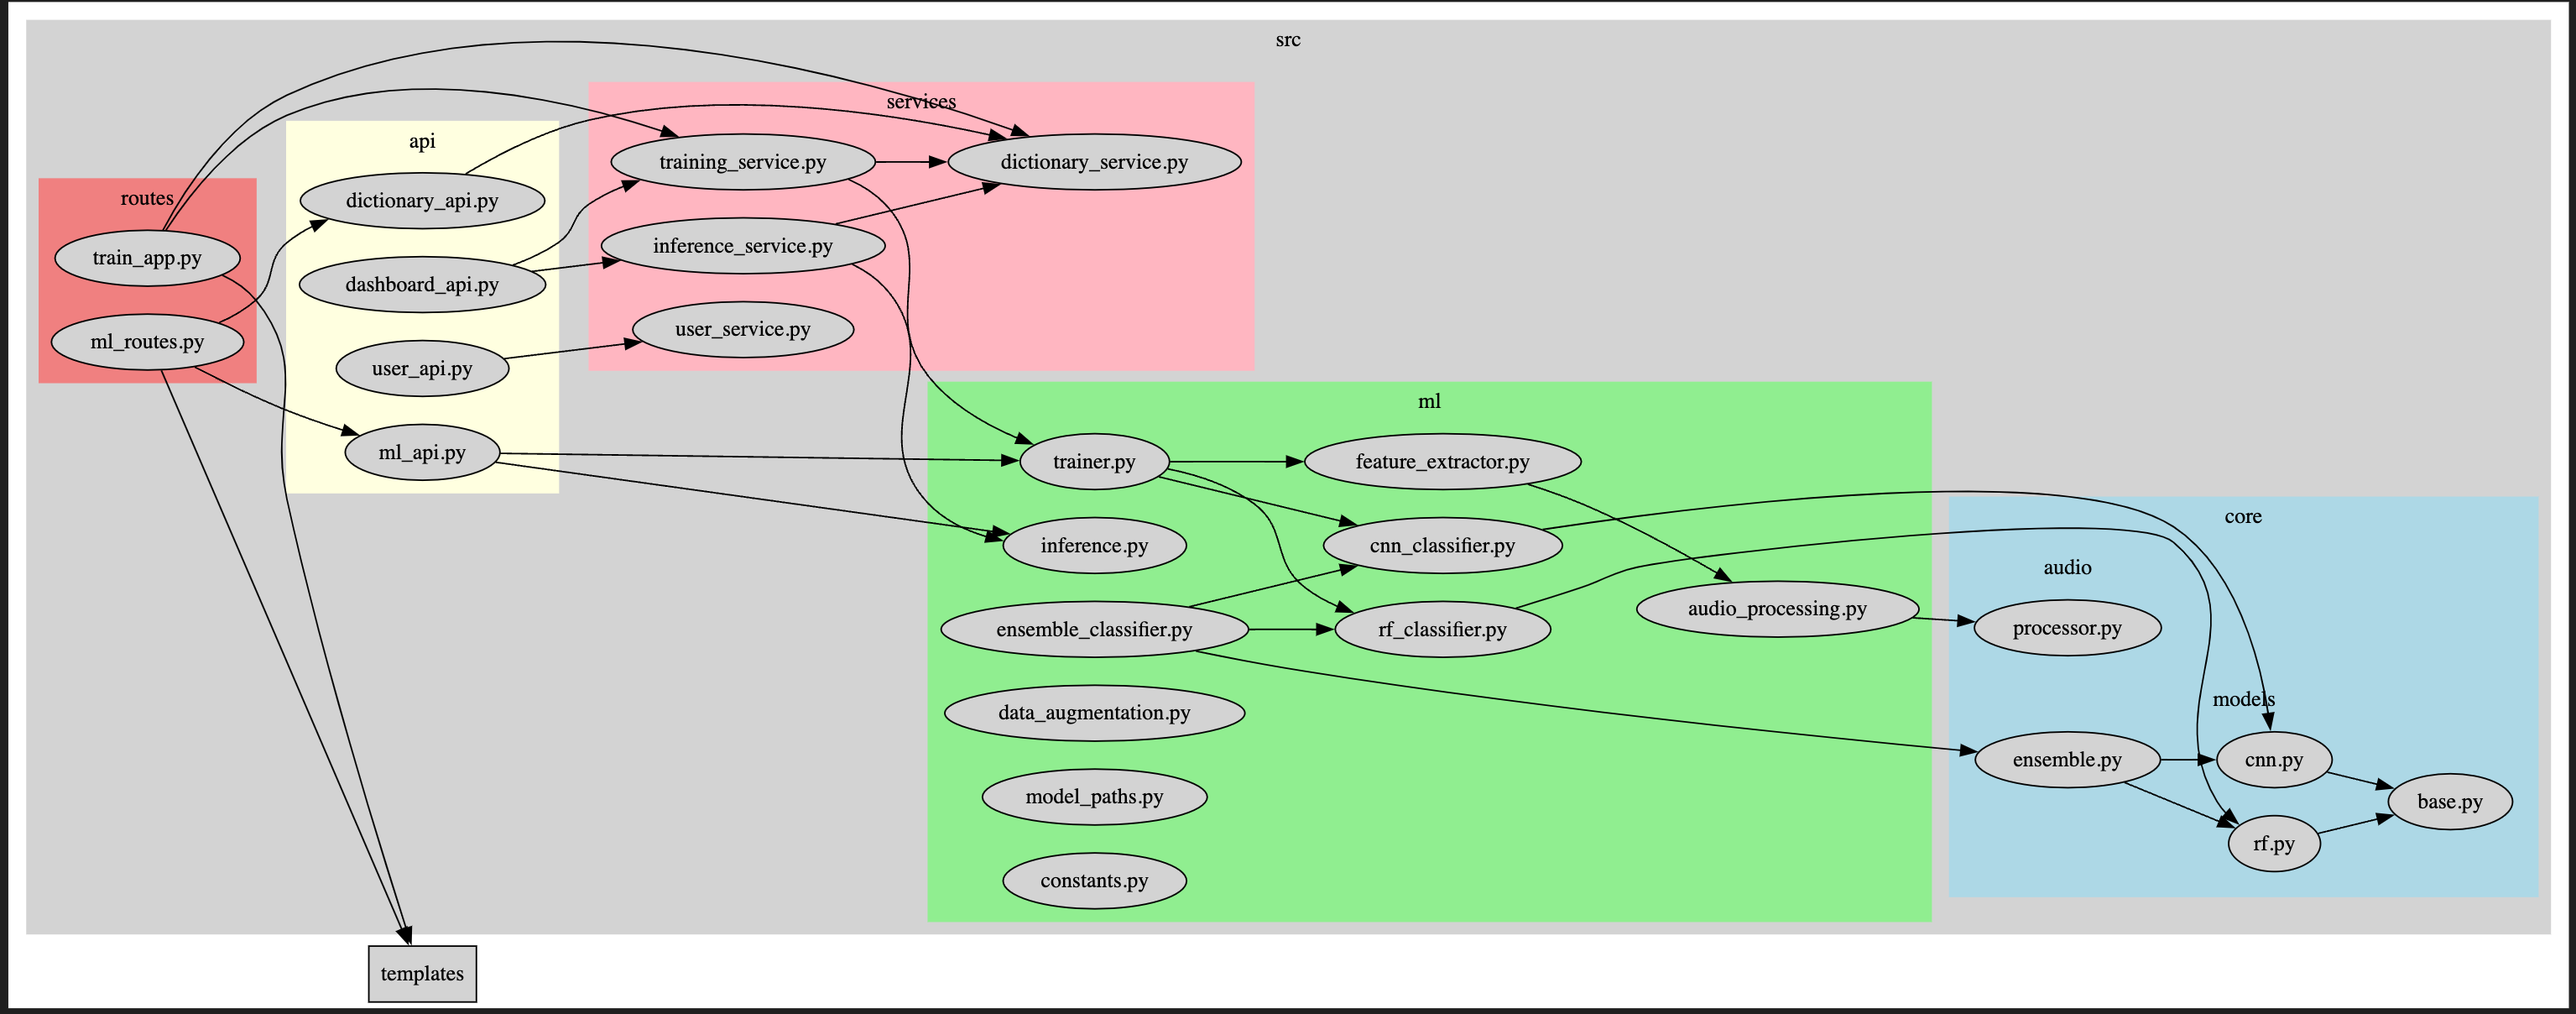 src
services
api
training_service.py
dictionary_service.py
routes
dictionary_api.py
train_app.py
inference_service.py
dashboard_api.py
ml_routes.py
user_service.py
user_api.py
ml
ml_api.py
trainer.py
feature_extractor.py
core
inference.py
cnn_classifier.py
audio
ensemble_classifier.py
rf_classifier.py
audio_processing.py
processor.py
models
data_augmentation.py
ensemble.py
cnn.py
model_paths.py
base.py
rf.py
constants.py
templates